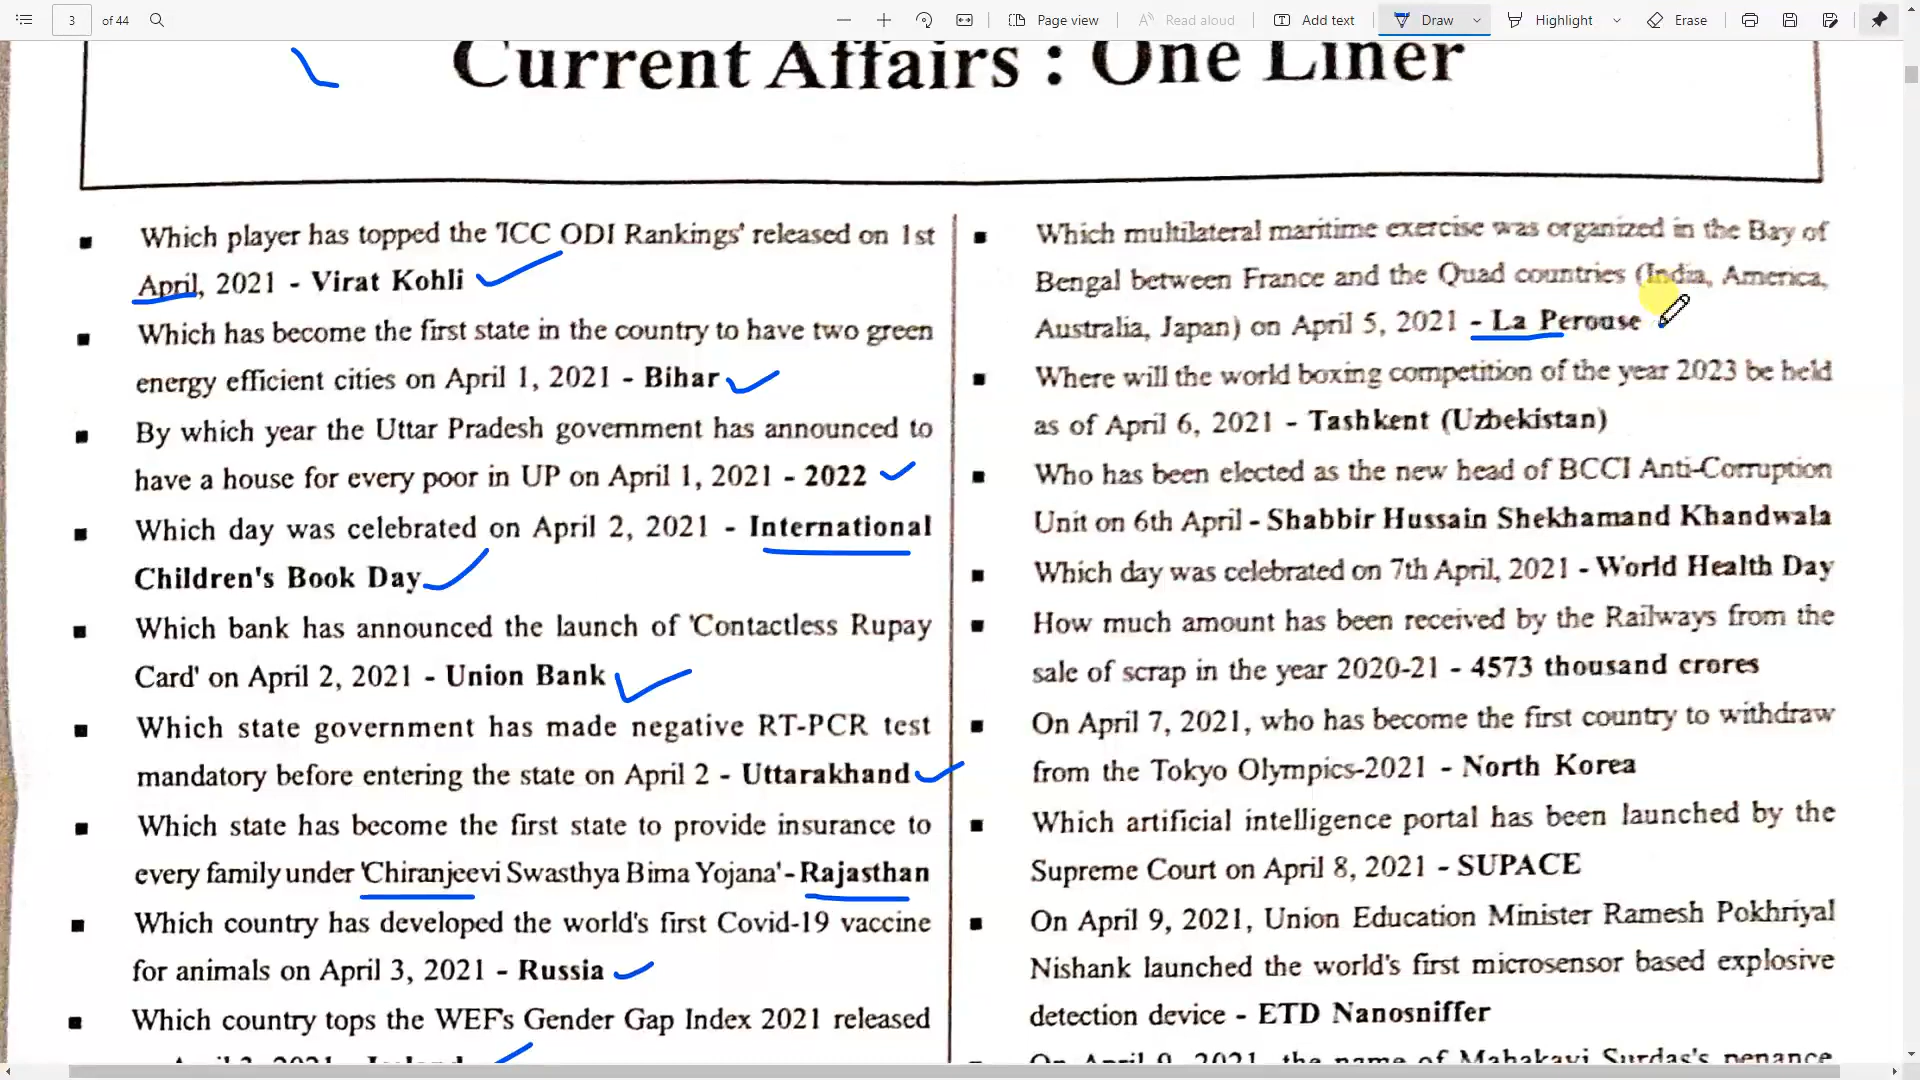 3 of 44 Page view Read aloud Add text Draw Highlight Erase
Current Affairs : One Liner
Which player has topped the 'ICC ODI Rankings' released on 1st
April, 2021 - Virat Kohli
Which has become the first state in the country to have two green
energy efficient cities on April 1, 2021 - Bihar
By which year the Uttar Pradesh government has announced to
have a house for every poor in UP on April 1, 2021 - 2022
Which day was celebrated on April 2, 2021 - International
Children's Book Day
Which bank has announced the launch of 'Contactless Rupay
Card' on April 2, 2021 - Union Bank
Which state government has made negative RT-PCR test
mandatory before entering the state on April 2 - Uttarakhand
Which state has become the first state to provide insurance to
every family under 'Chiranjeevi Swasthya Bima Yojana'- Rajasthan
Which country has developed the world's first Covid-19 vaccine
for animals on April 3, 2021 - Russia
Which country tops the WEF's Gender Gap Index 2021 released
Which multilateral maritime exercise was organized in the Bay of
Bengal between France and the Quad countries (India, America,
Australia, Japan) on April 5, 2021 - La Perouse
Where will the world boxing competition of the year 2023 be held
as of April 6, 2021 - Tashkent (Uzbekistan)
Who has been elected as the new head of BCCI Anti-Corruption
Unit on 6th April - Shabbir Hussain Shekhamand Khandwala
Which day was celebrated on 7th April, 2021 - World Health Day
How much amount has been received by the Railways from the
sale of scrap in the year 2020-21 - 4573 thousand crores
On April 7, 2021, who has become the first country to withdraw
from the Tokyo Olympics-2021 - North Korea
Which artificial intelligence portal has been launched by the
Supreme Court on April 8, 2021 - SUPACE
On April 9, 2021, Union Education Minister Ramesh Pokhriyal
Nishank launched the world's first microsensor based explosive
detection device - ETD Nanosniffer
On April 9, 2021, the name of Mahakavi Surdas's penance